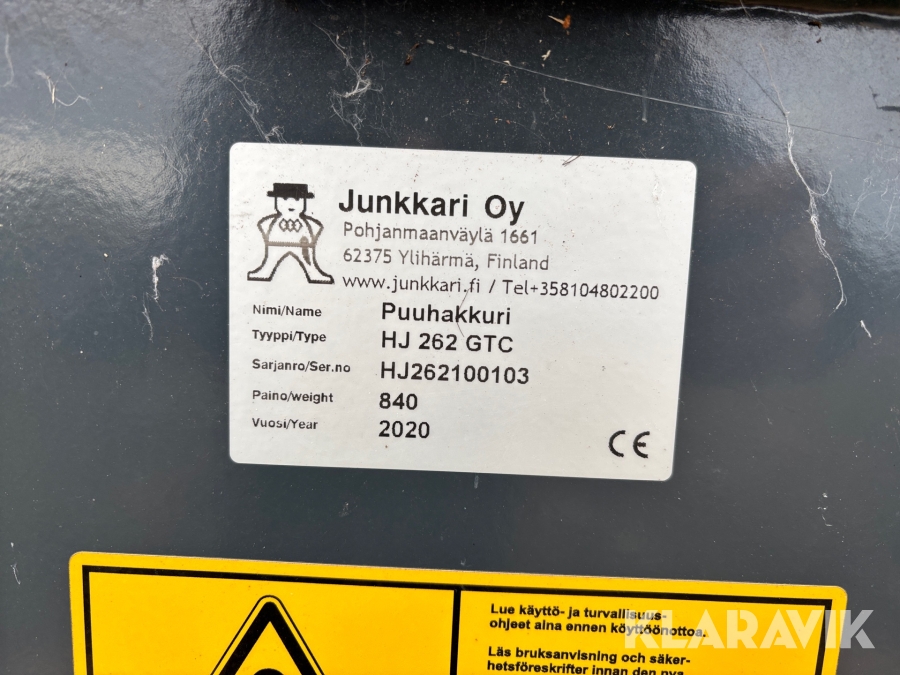 Junkkari Oy
Pohjanmaanväylä 1661
62375 Ylihärmä, Finland
www.junkkari.fi / Tel+358104802200
Nimi/Name Puuhakkuri
Tyyppi/Type HJ 262 GTC
Sarjanro/Ser.no HJ262100103
Paino/weight 840
Vuosi/Year 2020
CE
Lue käyttö- ja turvallisuus-
ohjeet aina ennen käyttöönottoa.
Läs bruksanvisning och säker-
hetsföreskrifter innan den nya
KLARAVIK